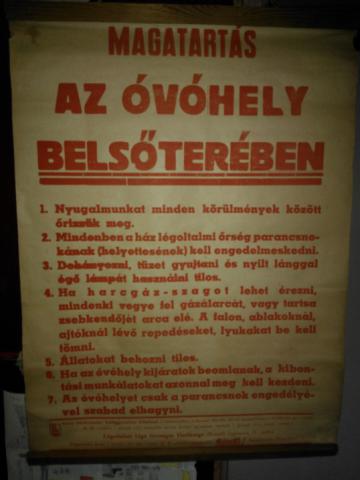 MAGATARTÁS
AZ ÓVÓHELY
BELSŐTERÉBEN
1. Nyugalmunkat minden körülmények között
őrizzük meg.
2. Mindenben a ház légoltalmi őrség parancsno-
kának (helyettesének) kell engedelmeskedni.
3. Dohányozni, tüzet gyujtani és nyilt lánggal
égő lámpát használni tilos.
4. Ha harcgáz-szagot lehet érezni,
mindenki vegye fel gázálarcát, vagy tartsa
zsebkendőjét arca elé. A falon, ablakoknál,
ajtóknál lévő repedéseket, lyukakat be kell
tömni.
5. Állatokat behozni tilos.
6. Ha az óvóhely kijáratok beomlanak, a kibon-
tási munkálatokat azonnal meg kell kezdeni.
7. Az óvóhelyet csak a parancsnok engedélyé-
vel szabad elhagyni.